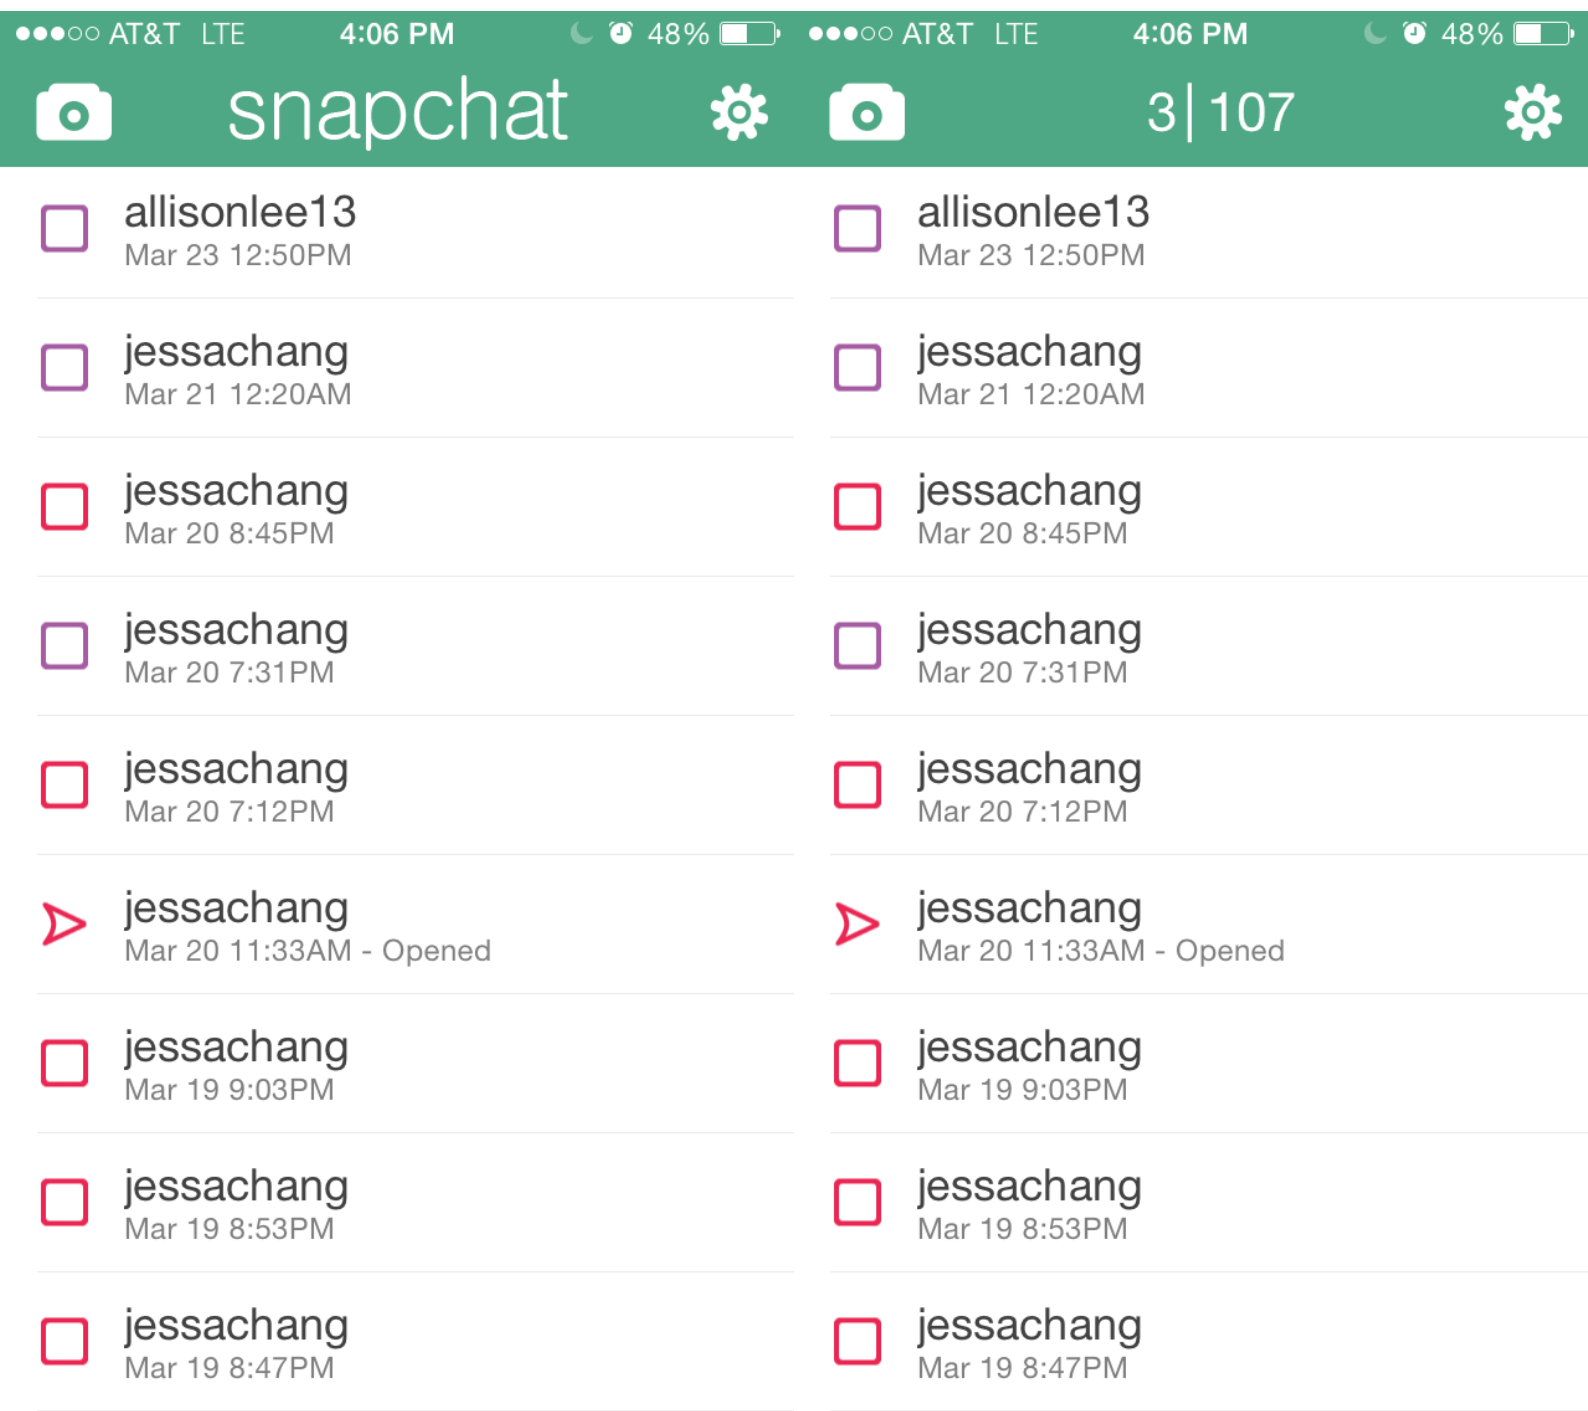 AT&T LTE 4:06 PM 48%
snapchat
allisonlee13
Mar 23 12:50PM
jessachang
Mar 21 12:20AM
jessachang
Mar 20 8:45PM
jessachang
Mar 20 7:31PM
jessachang
Mar 20 7:12PM
jessachang
Mar 20 11:33AM - Opened
jessachang
Mar 19 9:03PM
jessachang
Mar 19 8:53PM
jessachang
Mar 19 8:47PM
AT&T LTE 4:06 PM 48%
3|107
allisonlee13
Mar 23 12:50PM
jessachang
Mar 21 12:20AM
jessachang
Mar 20 8:45PM
jessachang
Mar 20 7:31PM
jessachang
Mar 20 7:12PM
jessachang
Mar 20 11:33AM - Opened
jessachang
Mar 19 9:03PM
jessachang
Mar 19 8:53PM
jessachang
Mar 19 8:47PM